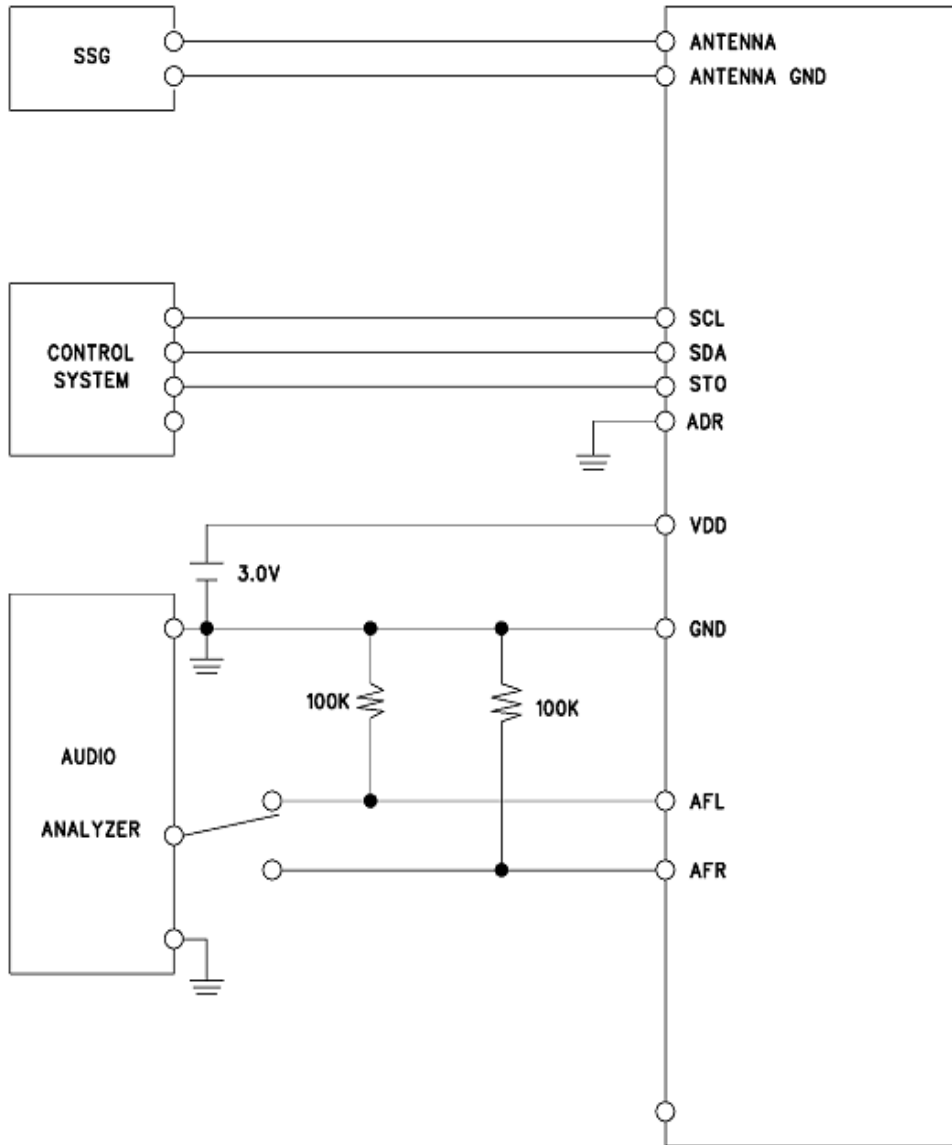 SSG
ANTENNA
ANTENNA GND
CONTROL
SYSTEM
SCL
SDA
STO
ADR
VDD
3.0V
GND
100K
100K
AUDIO
ANALYZER
AFL
AFR